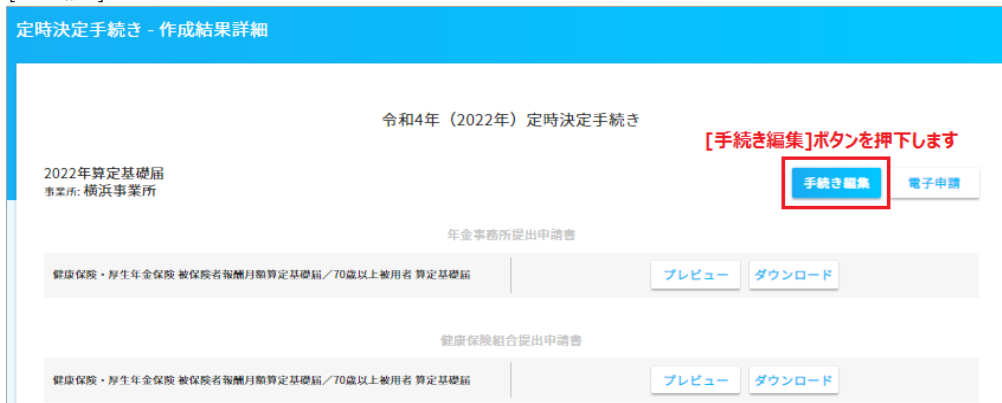 定時決定手続き - 作成結果詳細
令和4年（2022年）定時決定手続き
[手続き編集]ボタンを押下します
2022年算定基礎届
事業所: 横浜事業所
手続き編集 電子申請
年金事務所提出申請書
健康保険・厚生年金保険 被保険者報酬月額算定基礎届／70歳以上被用者 算定基礎届 プレビュー ダウンロード
健康保険組合提出申請書
健康保険・厚生年金保険 被保険者報酬月額算定基礎届／70歳以上被用者 算定基礎届 プレビュー ダウンロード